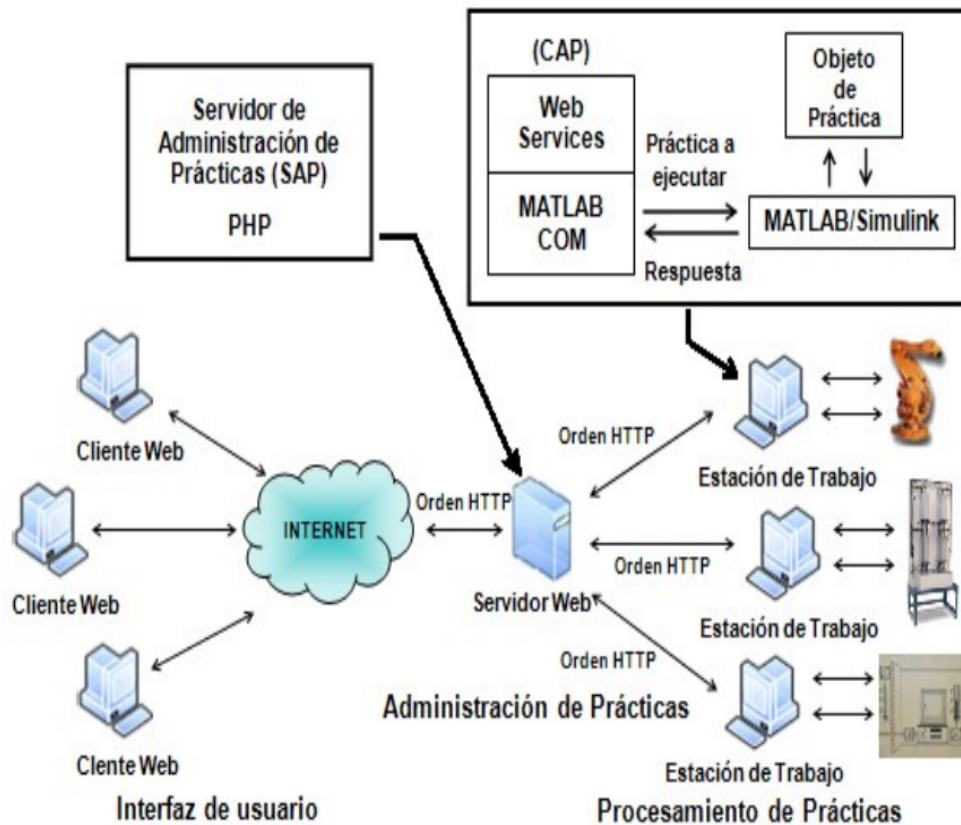 Servidor de
Administración de
Prácticas (SAP)
PHP
(CAP)
Web
Services
MATLAB
COM
Práctica a
ejecutar
Respuesta
Objeto
de
Práctica
MATLAB/Simulink
Cliente Web
Cliente Web
Clente Web
INTERNET
Orden HTTP
Servidor Web
Orden HTTP
Orden HTTP
Orden HTTP
Estación de Trabajo
Estación de Trabajo
Estación de Trabajo
Interfaz de usuario
Administración de Prácticas
Procesamiento de Prácticas